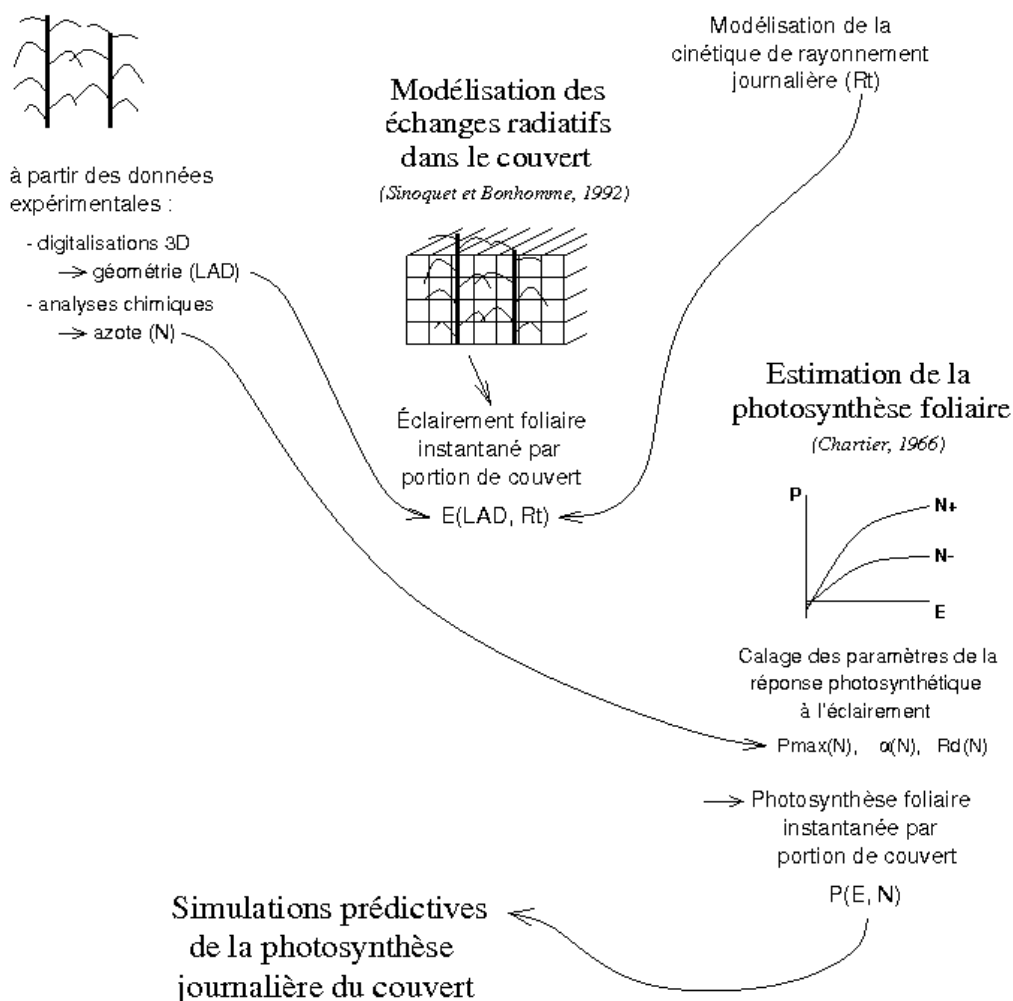 à partir des données
expérimentales :
- digitalisations 3D
géométrie (LAD)
- analyses chimiques
azote (N)
Modélisation des
échanges radiatifs
dans le couvert
(Sinoquet et Bonhomme, 1992)
Éclairement foliaire
instantané par
portion de couvert
E(LAD, Rt)
Modélisation de la
cinétique de rayonnement
journalière (Rt)
Estimation de la
photosynthèse foliaire
(Chartier, 1966)
P
N+
N-
E
Calage des paramètres de la
réponse photosynthétique
à l'éclairement
Pmax(N), α(N), Rd(N)
Photosynthèse foliaire
instantanée par
portion de couvert
P(E, N)
Simulations prédictives
de la photosynthèse
journalière du couvert